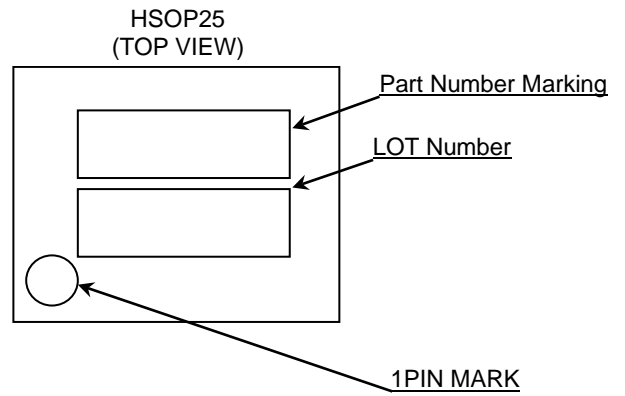 HSOP25
(TOP VIEW)
Part Number Marking
LOT Number
1PIN MARK